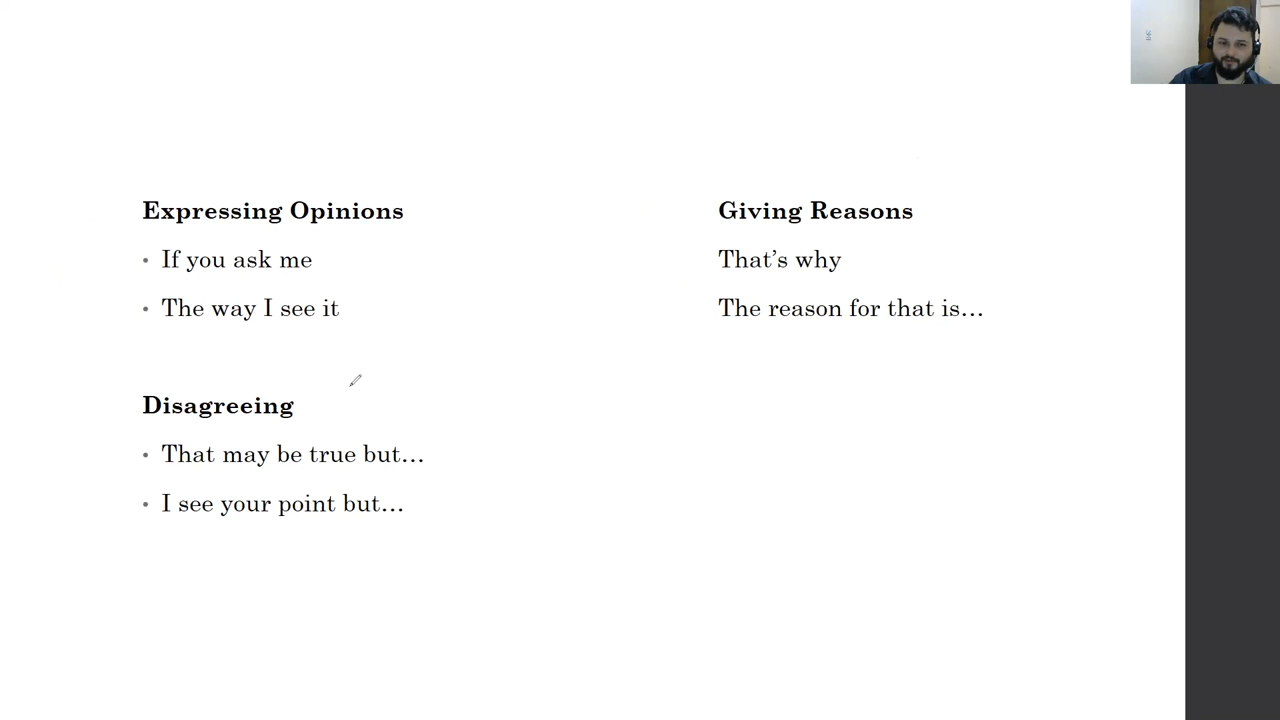 Expressing Opinions
• If you ask me
• The way I see it
Disagreeing
• That may be true but…
• I see your point but…
Giving Reasons
That’s why
The reason for that is…